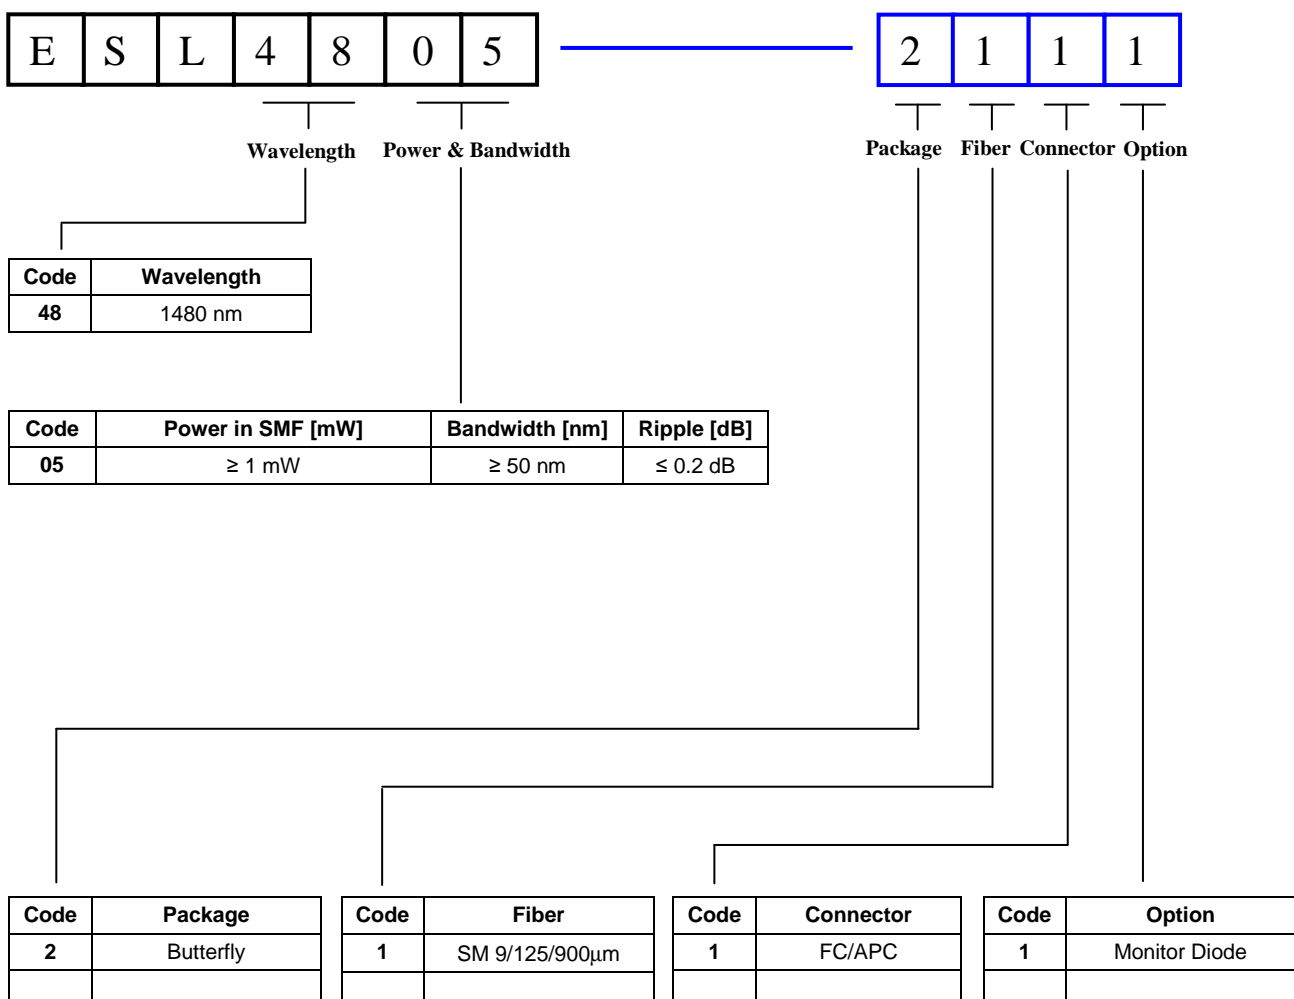 E S L 4 8 0 5 2 1 1 1
Wavelength Power & Bandwidth Package Fiber Connector Option
Code Wavelength
48 1480 nm
Code Power in SMF [mW] Bandwidth [nm] Ripple [dB]
05 ≥ 1 mW ≥ 50 nm ≤ 0.2 dB
Code Package Code Fiber Code Connector Code Option
2 Butterfly 1 SM 9/125/900μm 1 FC/APC 1 Monitor Diode